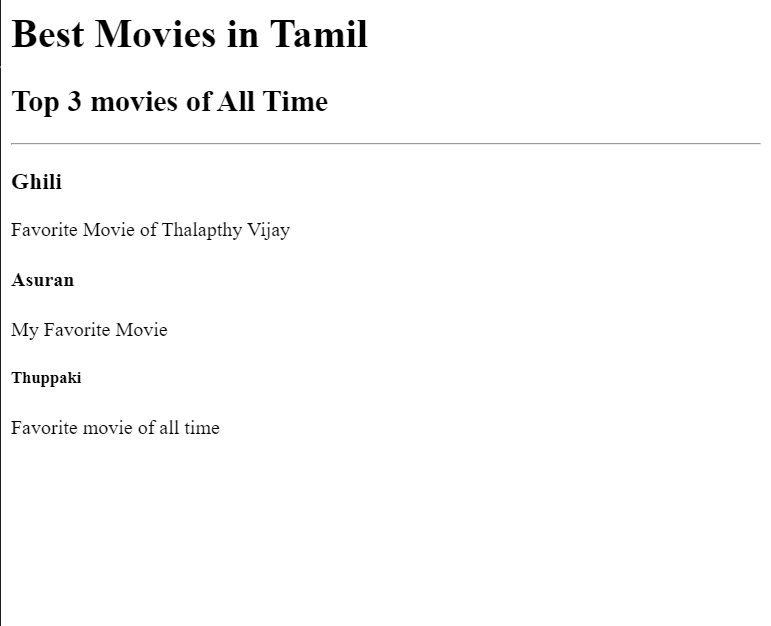 Best Movies in Tamil
Top 3 movies of All Time
Ghili
Favorite Movie of Thalapthy Vijay
Asuran
My Favorite Movie
Thuppaki
Favorite movie of all time